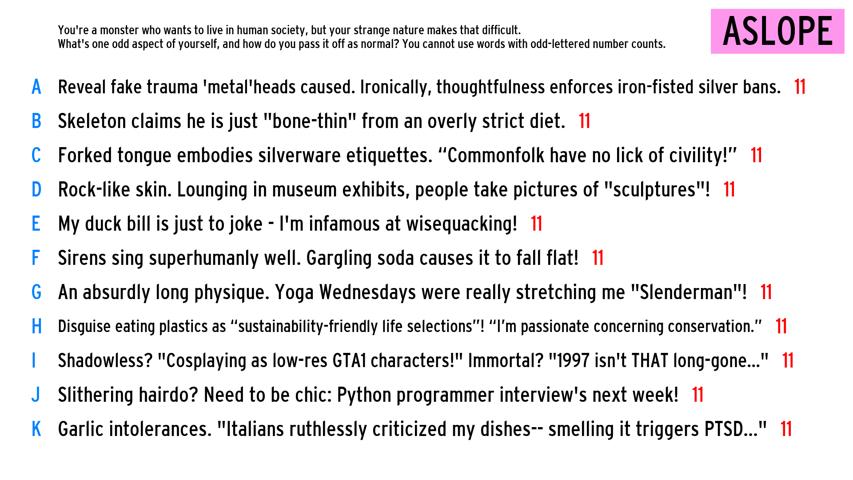 You're a monster who wants to live in human society, but your strange nature makes that difficult.
What's one odd aspect of yourself, and how do you pass it off as normal? You cannot use words with odd-lettered number counts.
ASLOPE
A Reveal fake trauma 'metal'heads caused. Ironically, thoughtfulness enforces iron-fisted silver bans. 11
B Skeleton claims he is just "bone-thin" from an overly strict diet. 11
C Forked tongue embodies silverware etiquettes. “Commonfolk have no lick of civility!” 11
D Rock-like skin. Lounging in museum exhibits, people take pictures of "sculptures"! 11
E My duck bill is just to joke - I'm infamous at wisequacking! 11
F Sirens sing superhumanly well. Gargling soda causes it to fall flat! 11
G An absurdly long physique. Yoga Wednesdays were really stretching me "Slenderman"! 11
H Disguise eating plastics as “sustainability-friendly life selections”! “I’m passionate concerning conservation.” 11
I Shadowless? "Cosplaying as low-res GTA1 characters!" Immortal? "1997 isn't THAT long-gone..." 11
J Slithering hairdo? Need to be chic: Python programmer interview's next week! 11
K Garlic intolerances. "Italians ruthlessly criticized my dishes-- smelling it triggers PTSD..." 11